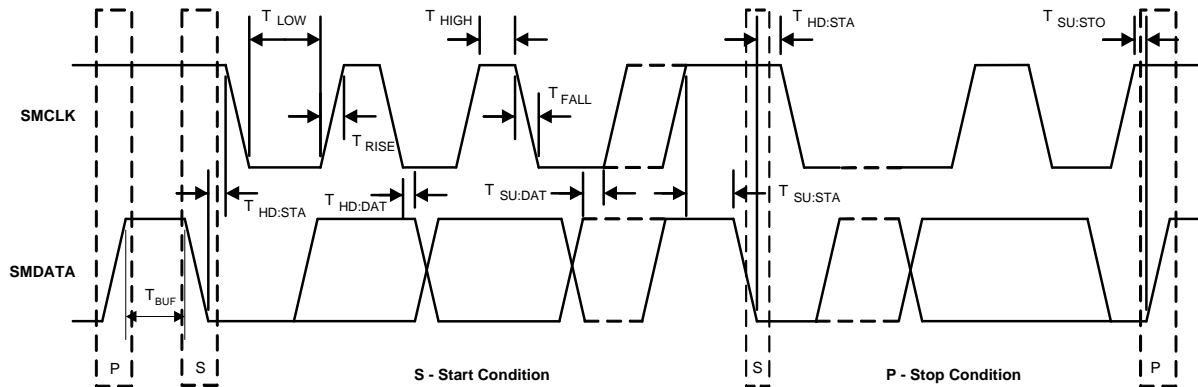 T LOW
T HIGH
T HD:STA
T SU:STO
SMCLK
T FALL
T RISE
T HD:STA
T HD:DAT
T SU:DAT
T SU:STA
SMDATA
T BUF
P
S
S - Start Condition
S
P - Stop Condition
P